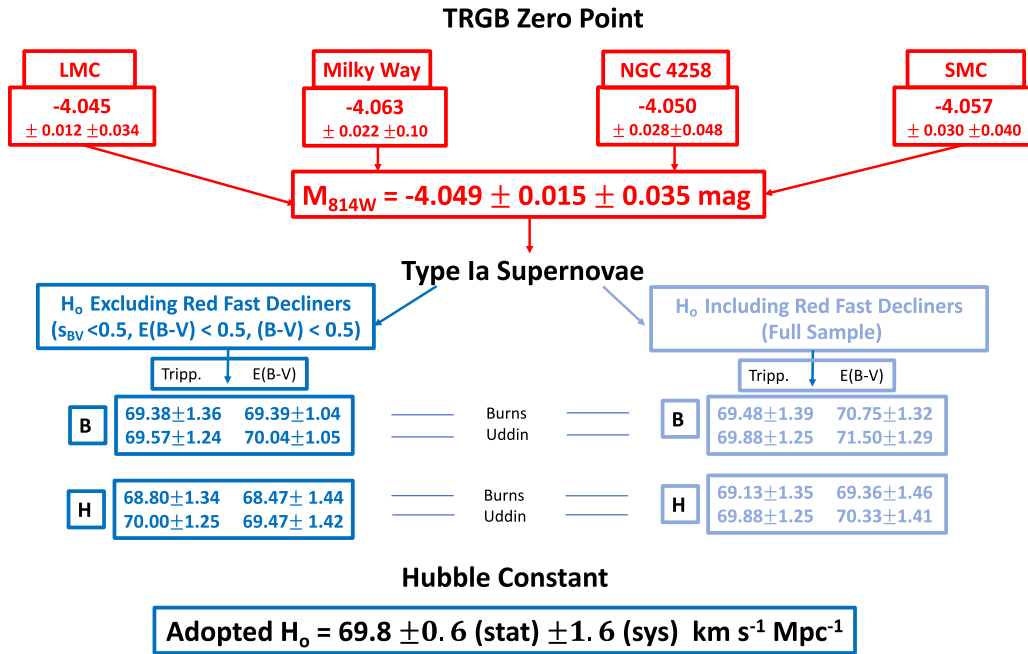 TRGB Zero Point
LMC
-4.045
± 0.012 ±0.034
Milky Way
-4.063
± 0.022 ±0.10
NGC 4258
-4.050
± 0.028±0.048
SMC
-4.057
± 0.030 ±0.040
M814W = -4.049 ± 0.015 ± 0.035 mag
Type Ia Supernovae
Ho Excluding Red Fast Decliners
(sBV <0.5, E(B-V) < 0.5, (B-V) < 0.5)
Tripp. E(B-V)
B
69.38±1.36 69.39±1.04
69.57±1.24 70.04±1.05
H
68.80±1.34 68.47± 1.44
70.00±1.25 69.47± 1.42
Burns
Uddin
Burns
Uddin
Ho Including Red Fast Decliners
(Full Sample)
Tripp. E(B-V)
B
69.48±1.39 70.75±1.32
69.88±1.25 71.50±1.29
H
69.13±1.35 69.36±1.46
69.88±1.25 70.33±1.41
Hubble Constant
Adopted Ho = 69.8 ±0.6 (stat) ±1.6 (sys) km s-1 Mpc-1